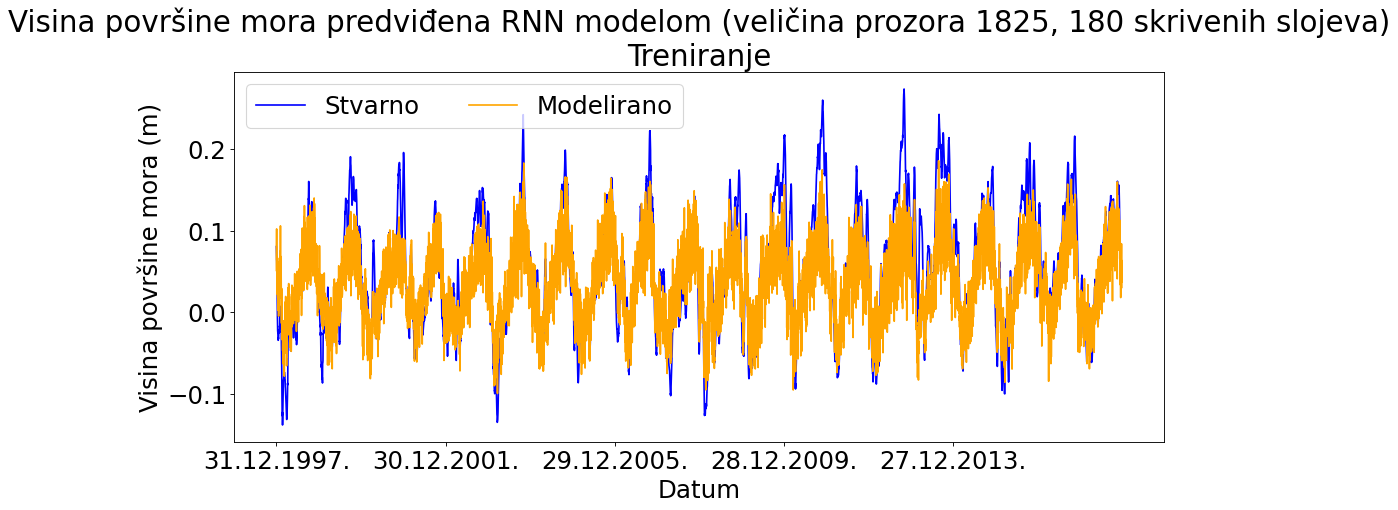 Visina površine mora predviđena RNN modelom (veličina prozora 1825, 180 skrivenih slojeva)
Treniranje
Stvarno
Modelirano
Visina površine mora (m)
0.2
0.1
0.0
−0.1
31.12.1997.
30.12.2001.
29.12.2005.
28.12.2009.
27.12.2013.
Datum